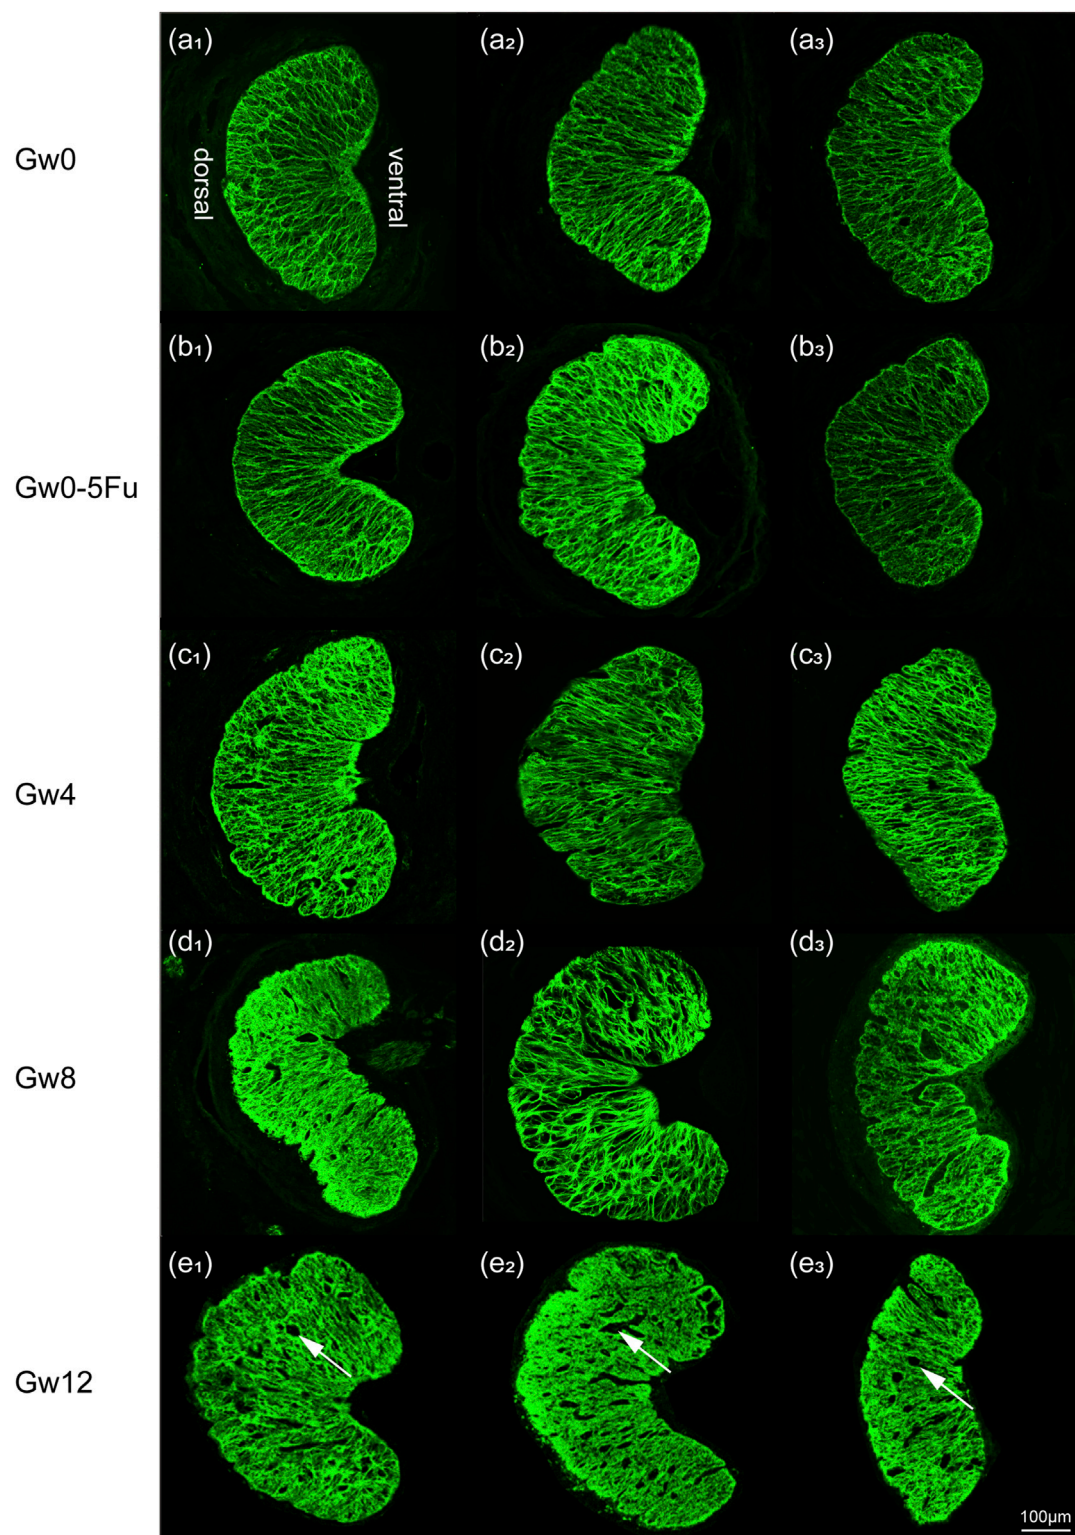 (a₁)
(a₂)
(a₃)
Gw0
dorsal
ventral
(b₁)
(b₂)
(b₃)
Gw0-5Fu
(c₁)
(c₂)
(c₃)
Gw4
(d₁)
(d₂)
(d₃)
Gw8
(e₁)
(e₂)
(e₃)
Gw12
100µm